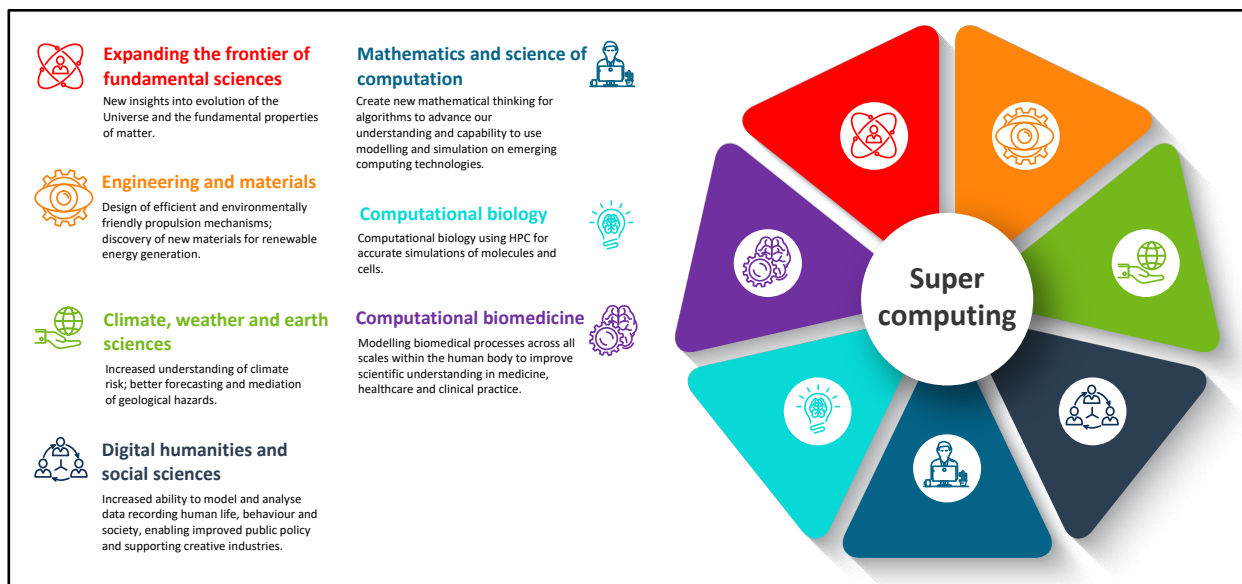 Expanding the frontier of
fundamental sciences
New insights into evolution of the
Universe and the fundamental properties
of matter.
Engineering and materials
Design of efficient and environmentally
friendly propulsion mechanisms;
discovery of new materials for renewable
energy generation.
Climate, weather and earth
sciences
Increased understanding of climate
risk; better forecasting and mediation
of geological hazards.
Digital humanities and
social sciences
Increased ability to model and analyse
data recording human life, behaviour and
society, enabling improved public policy
and supporting creative industries.
Mathematics and science of
computation
Create new mathematical thinking for
algorithms to advance our
understanding and capability to use
modelling and simulation on emerging
computing technologies.
Computational biology
Computational biology using HPC for
accurate simulations of molecules and
cells.
Computational biomedicine
Modelling biomedical processes across all
scales within the human body to improve
scientific understanding in medicine,
healthcare and clinical practice.
Super
computing